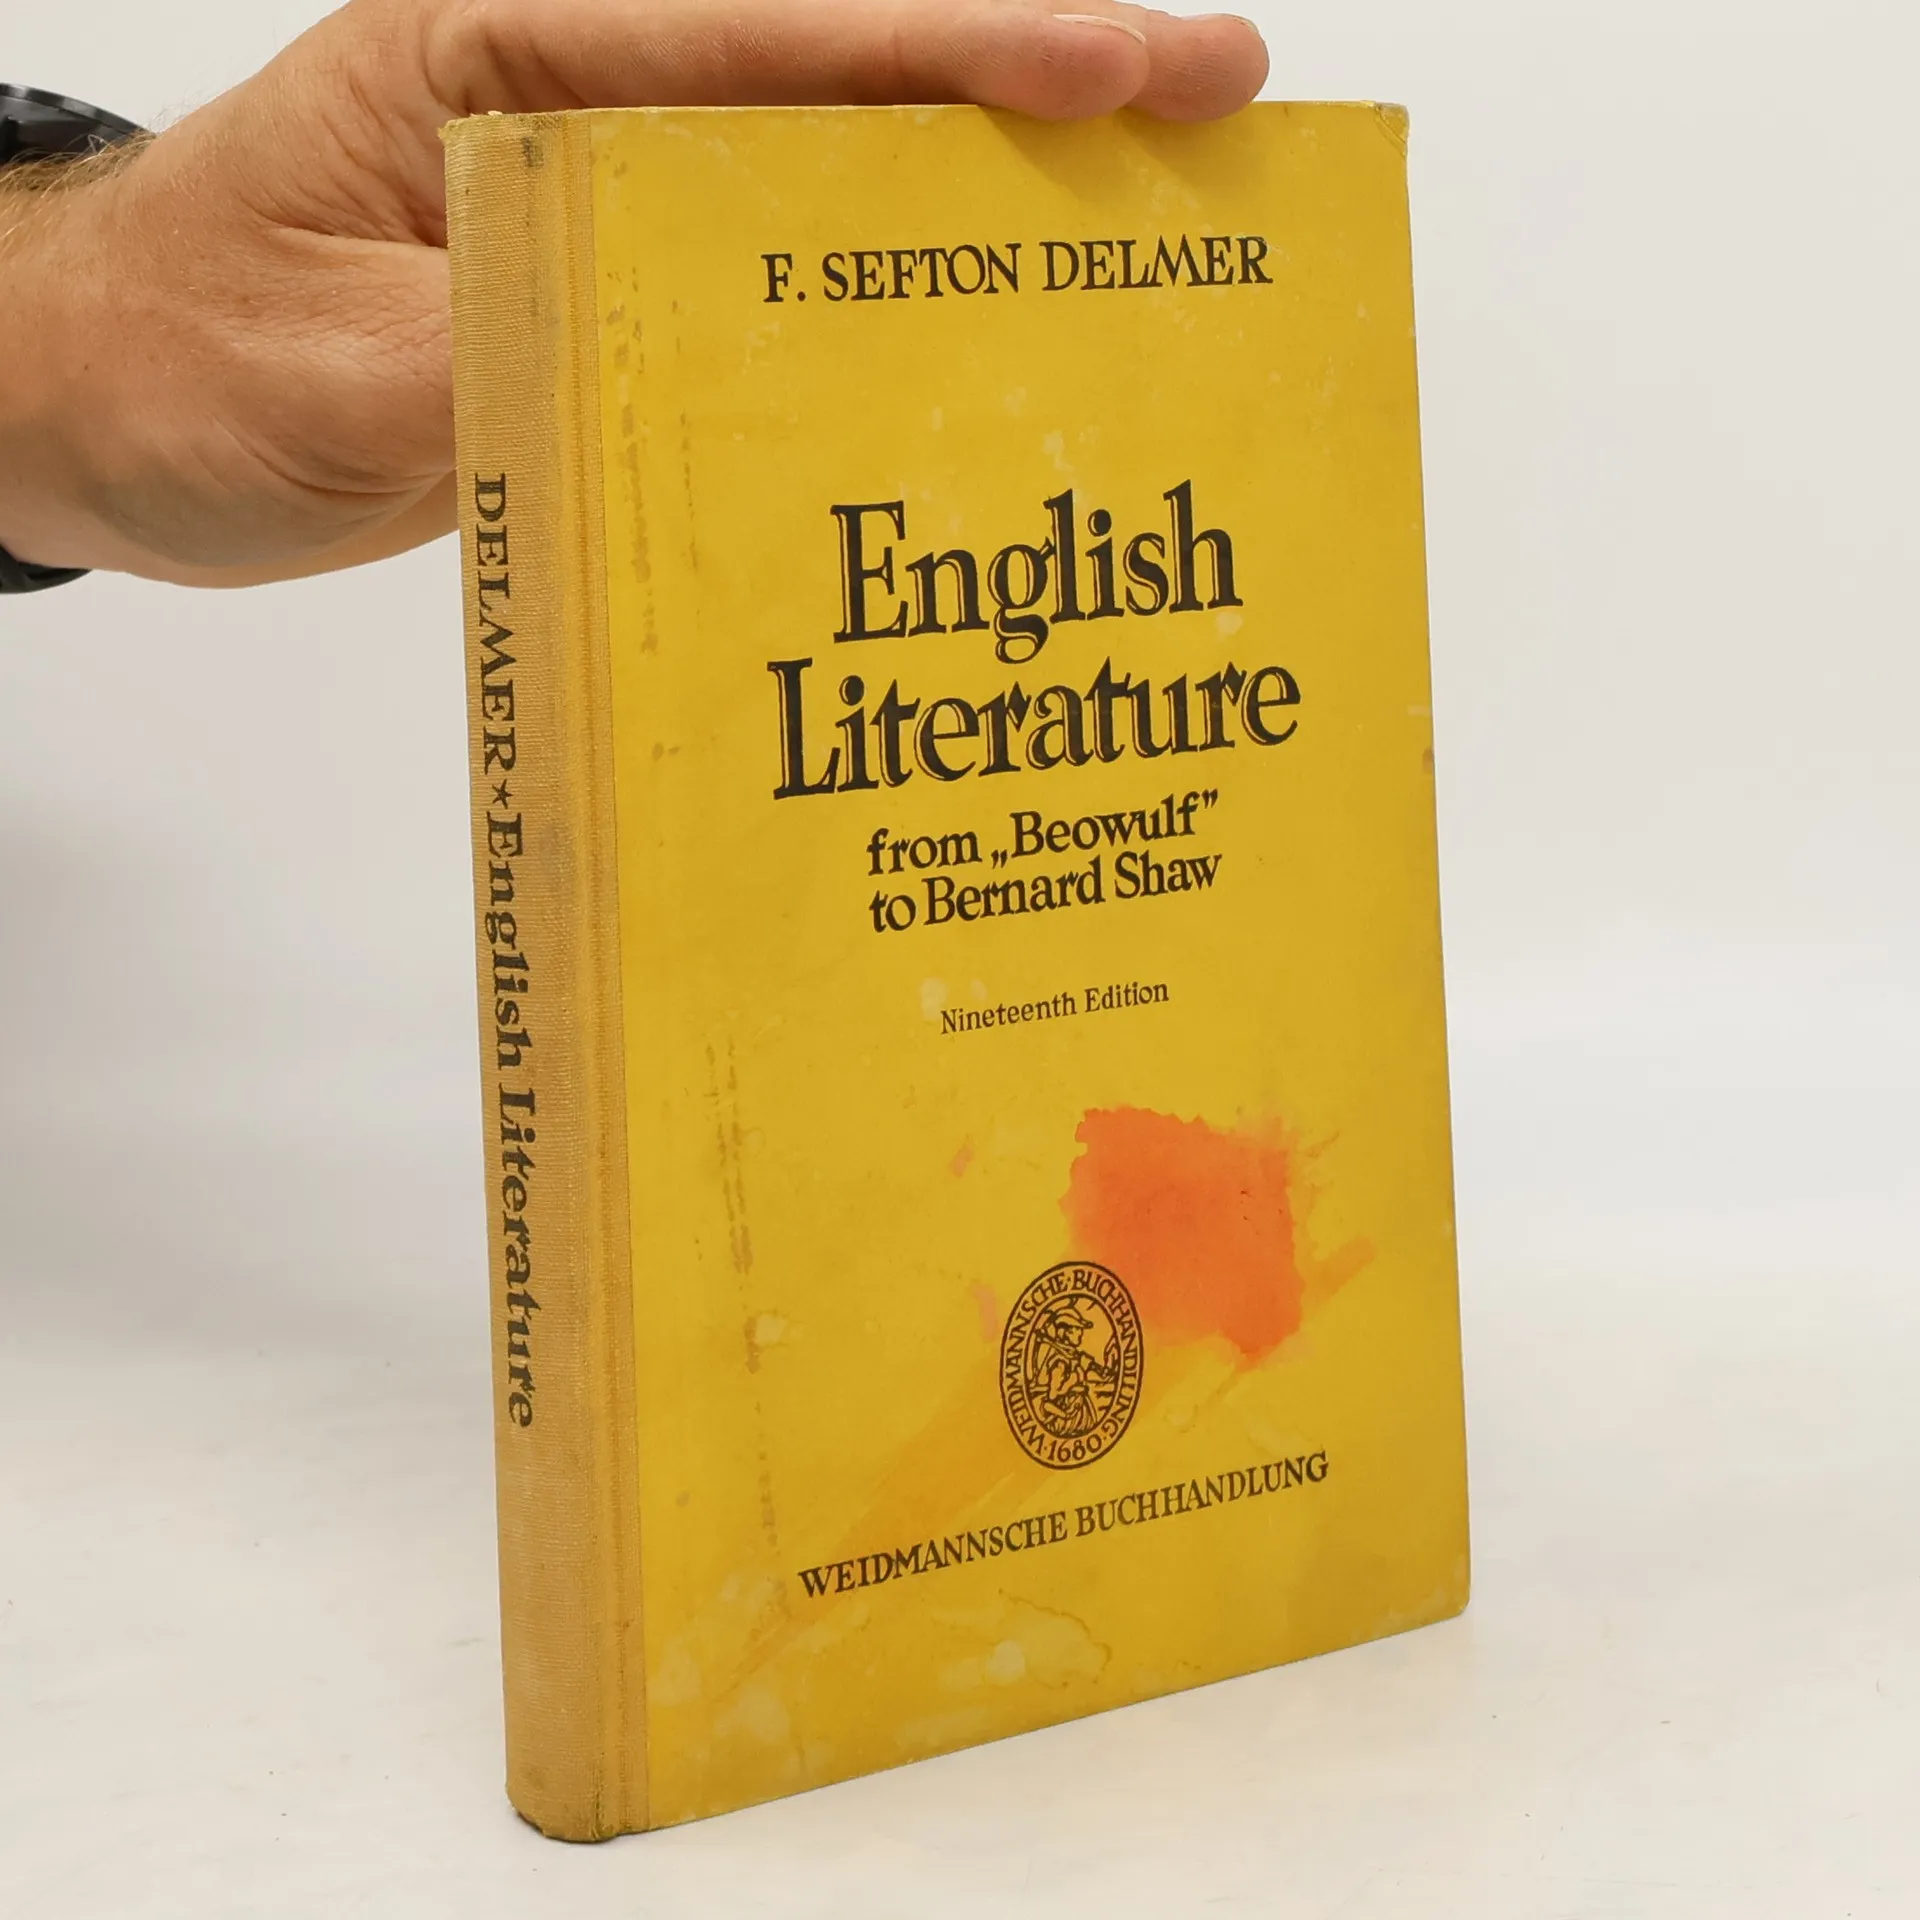 F. SEFTON DELMER
English
Literature
from „Beowulf”
to Bernard Shaw
Nineteenth Edition
WEIDMANNSCHE·BUCHHANDLUNG·
·1680·
WEIDMANNSCHE BUCHHANDLUNG
DELMER★English Literature